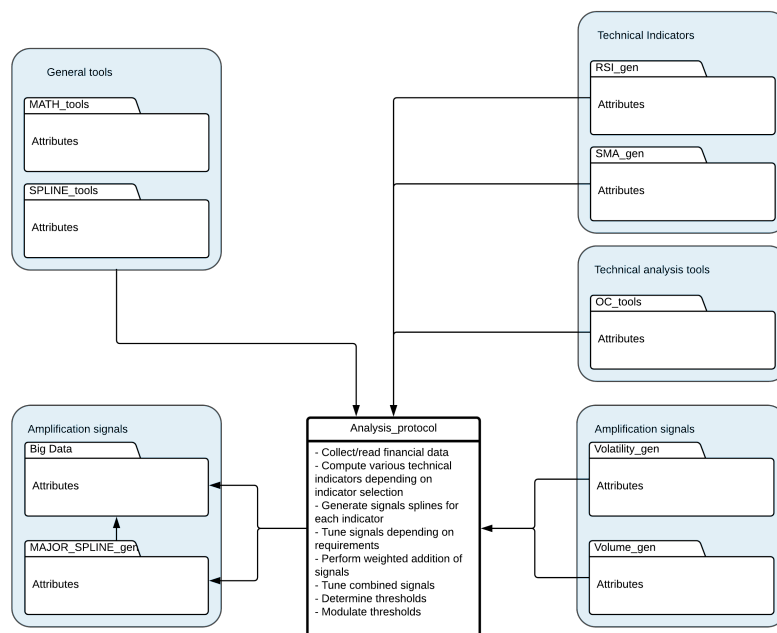 General tools
MATH_tools
Attributes
SPLINE_tools
Attributes
Technical Indicators
RSI_gen
Attributes
SMA_gen
Attributes
Technical analysis tools
OC_tools
Attributes
Amplification signals
Big Data
Attributes
MAJOR_SPLINE_gen
Attributes
Analysis_protocol
- Collect/read financial data
- Compute various technical
indicators depending on
indicator selection
- Generate signals splines for
each indicator
- Tune signals depending on
requirements
- Perform weighted addition of
signals
- Tune combined signals
- Determine thresholds
- Modulate thresholds
Amplification signals
Volatility_gen
Attributes
Volume_gen
Attributes